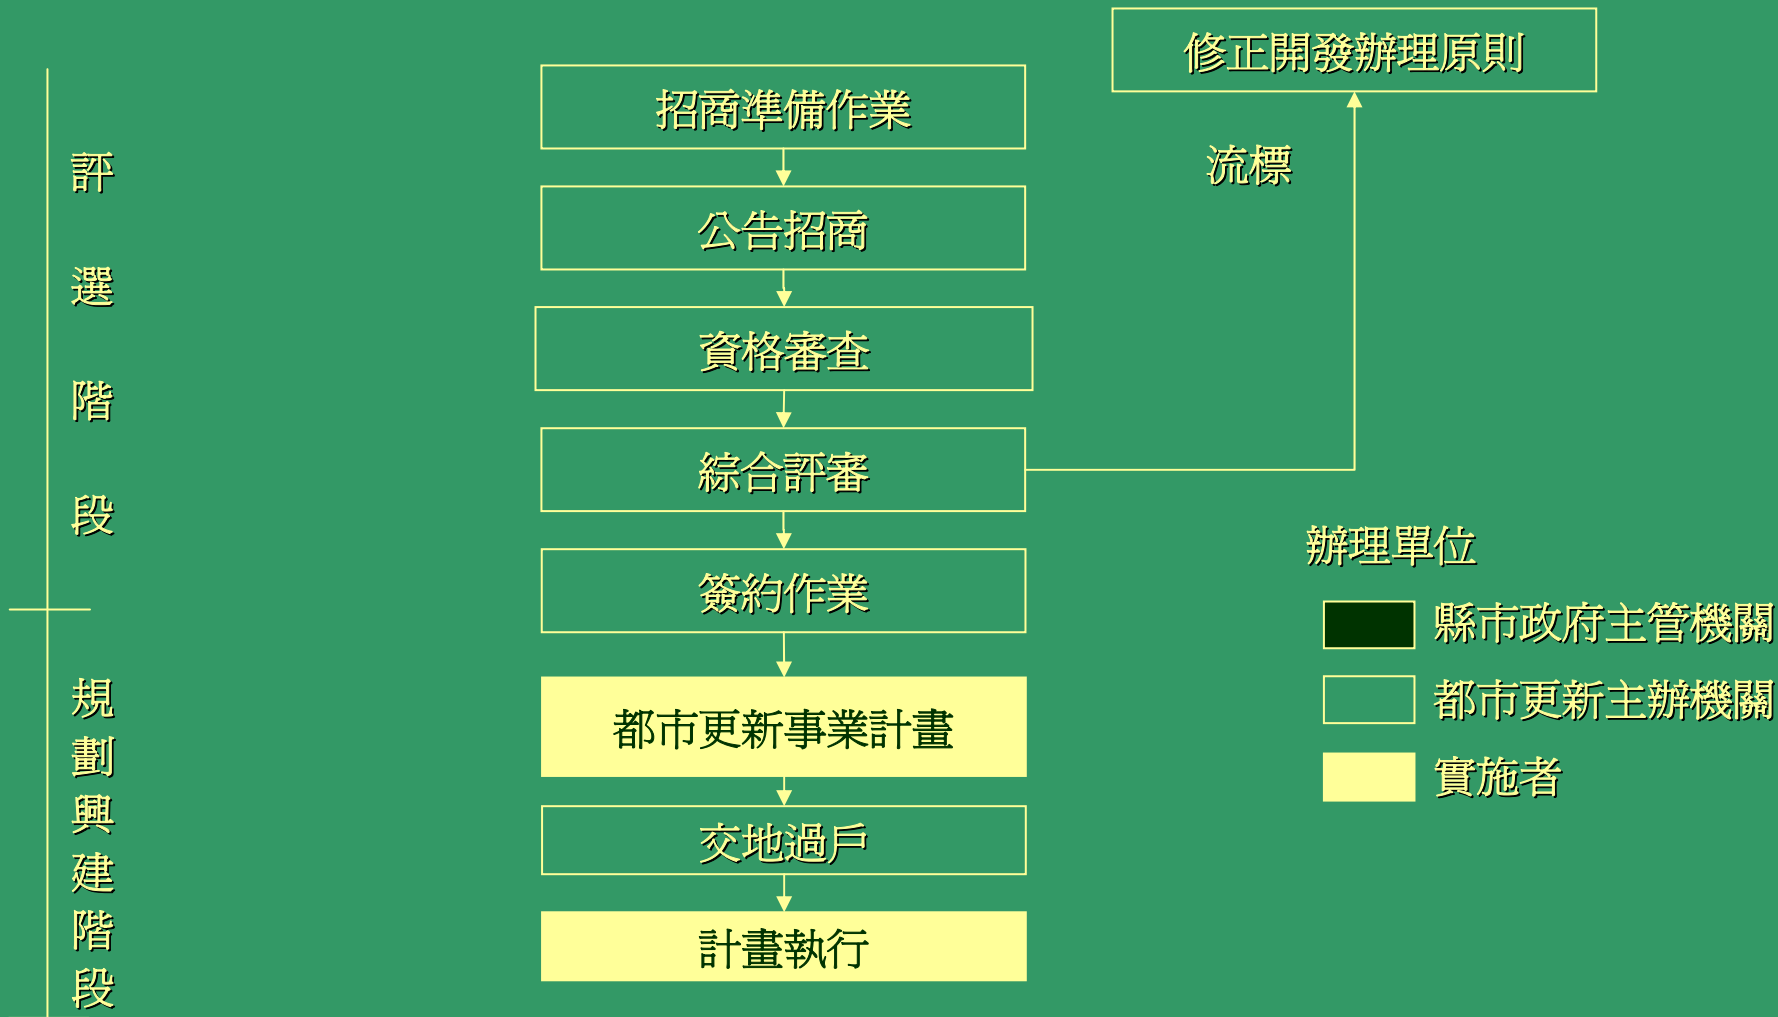 修正開發辦理原則
招商準備作業
流標
評選階段
公告招商
資格審查
綜合評審
簽約作業
規劃興建階段
都市更新事業計畫
交地過戶
計畫執行
辦理單位
縣市政府主管機關
都市更新主辦機關
實施者